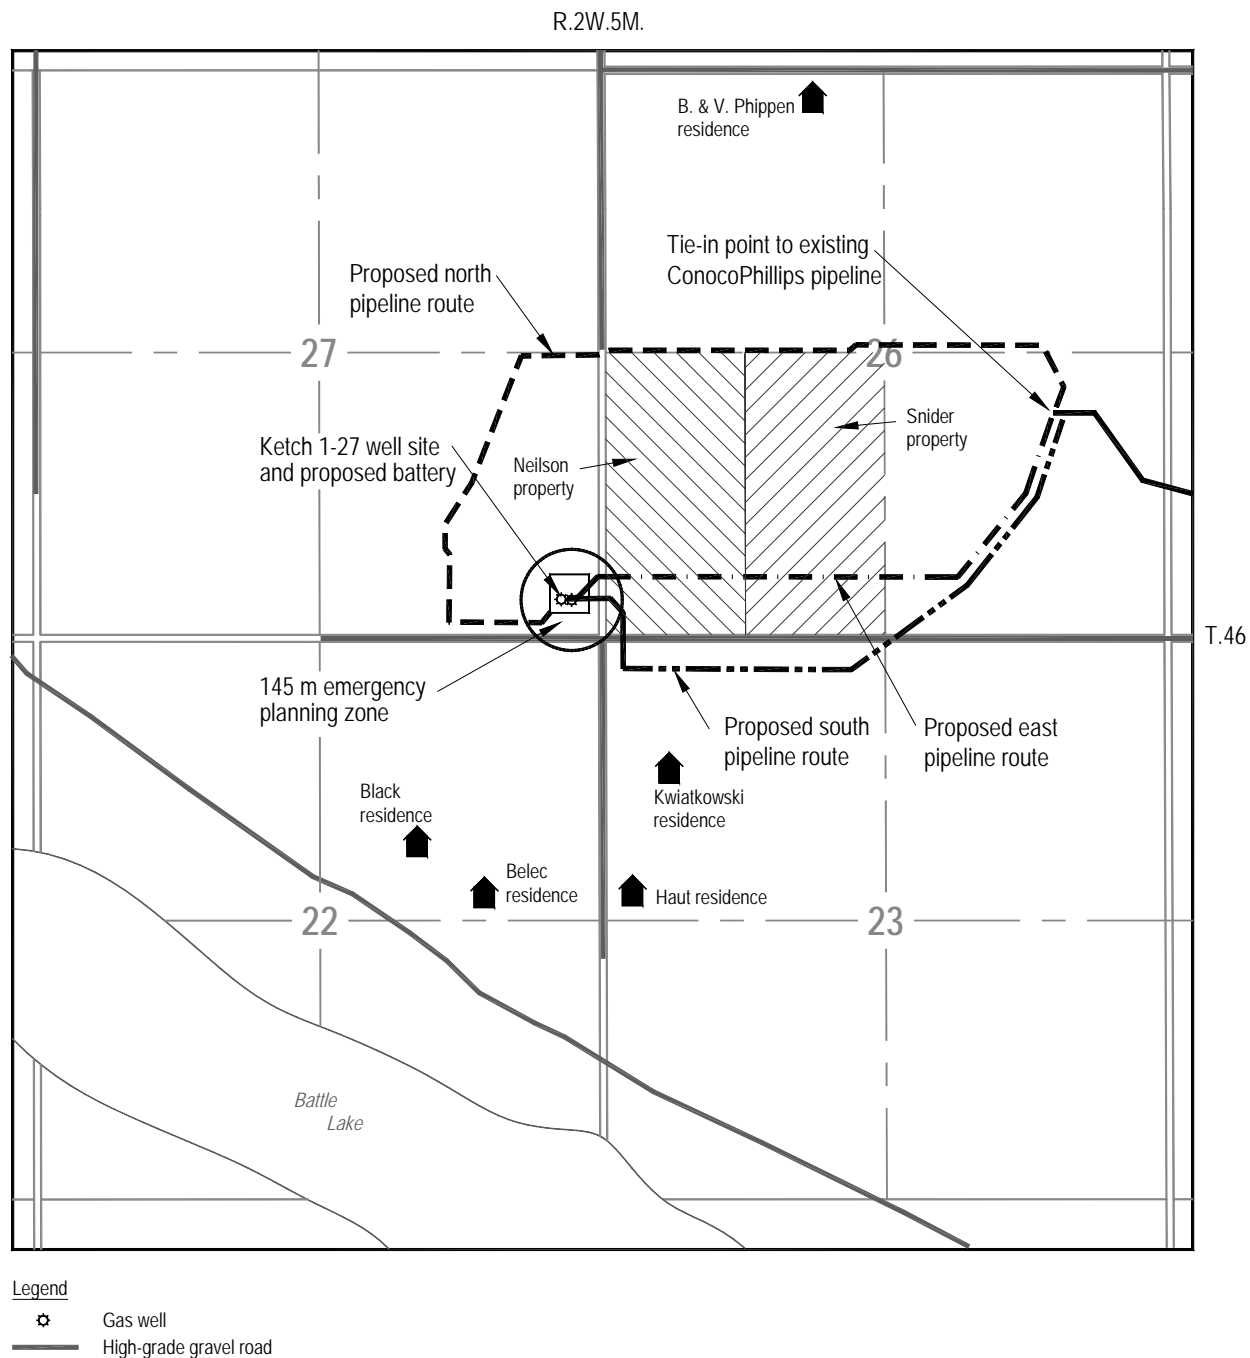 R.2W.5M.
B. & V. Phippen
residence
Tie-in point to existing
ConocoPhillips pipeline
Proposed north
pipeline route
27
26
Snider
property
Ketch 1-27 well site
and proposed battery
Neilson
property
T.46
145 m emergency
planning zone
Proposed south
pipeline route
Proposed east
pipeline route
Black
residence
Kwiatkowski
residence
Belec
residence
Haut residence
22
23
Battle
Lake
Legend
Gas well
High-grade gravel road